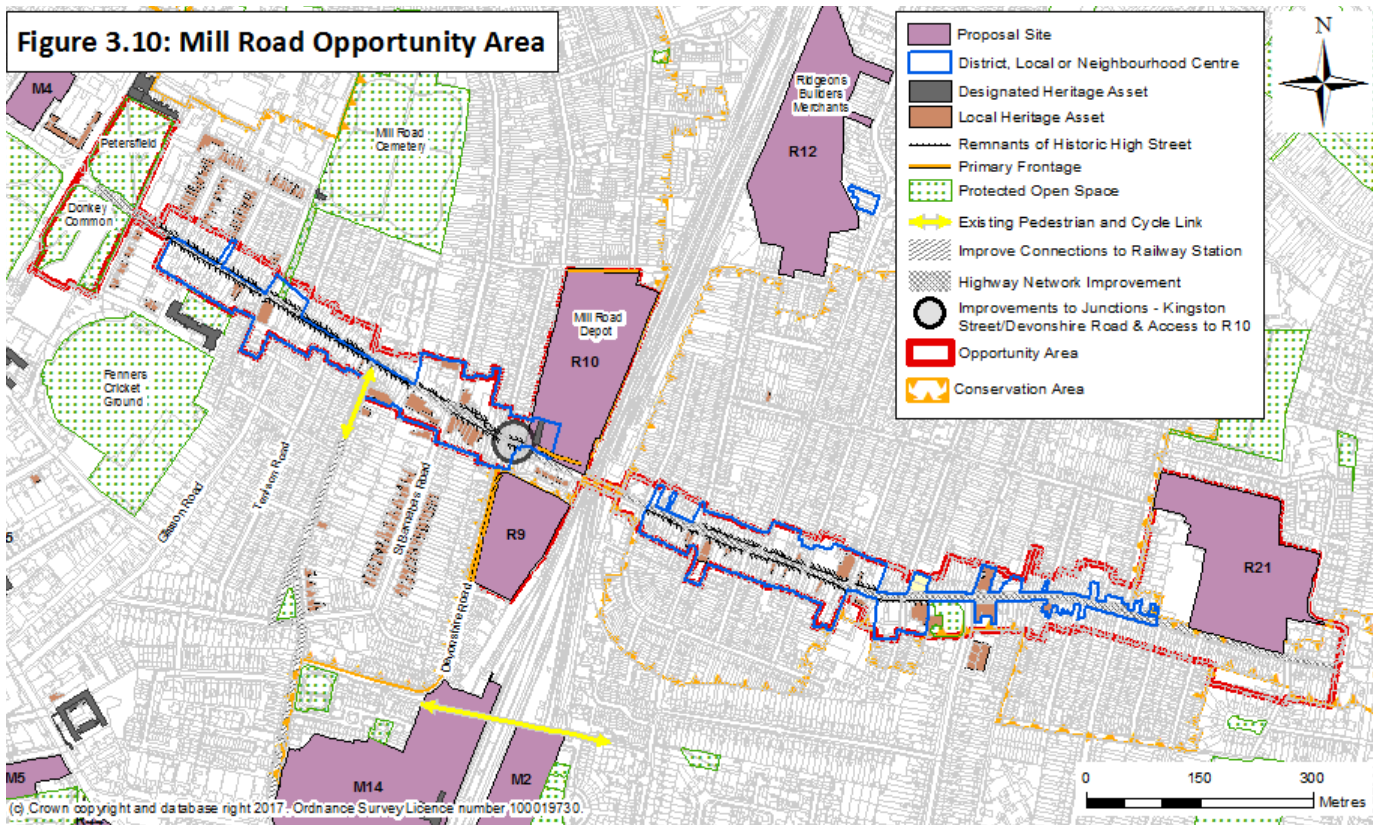 Figure 3.10: Mill Road Opportunity Area
N
Proposal Site
District, Local or Neighbourhood Centre
Designated Heritage Asset
Local Heritage Asset
Remnants of Historic High Street
Primary Frontage
Protected Open Space
Existing Pedestrian and Cycle Link
Improve Connections to Railway Station
Highway Network Improvement
Improvements to Junctions - Kingston
Street/Devonshire Road & Access to R10
Opportunity Area
Conservation Area
M4
Petersfield
Donkey
Common
Mill Road
Cemetery
Ridgeons
Builders
Merchants
R12
Mill Road
Depot
R10
Fenners
Cricket
Ground
Glisson Road
Tenison Road
St Barnabas Road
Devonshire Road
R9
R21
5
M5
M14
M2
0 150 300
Metres
(c) Crown copyright and database right 2017. Ordnance Survey Licence number 100019730.